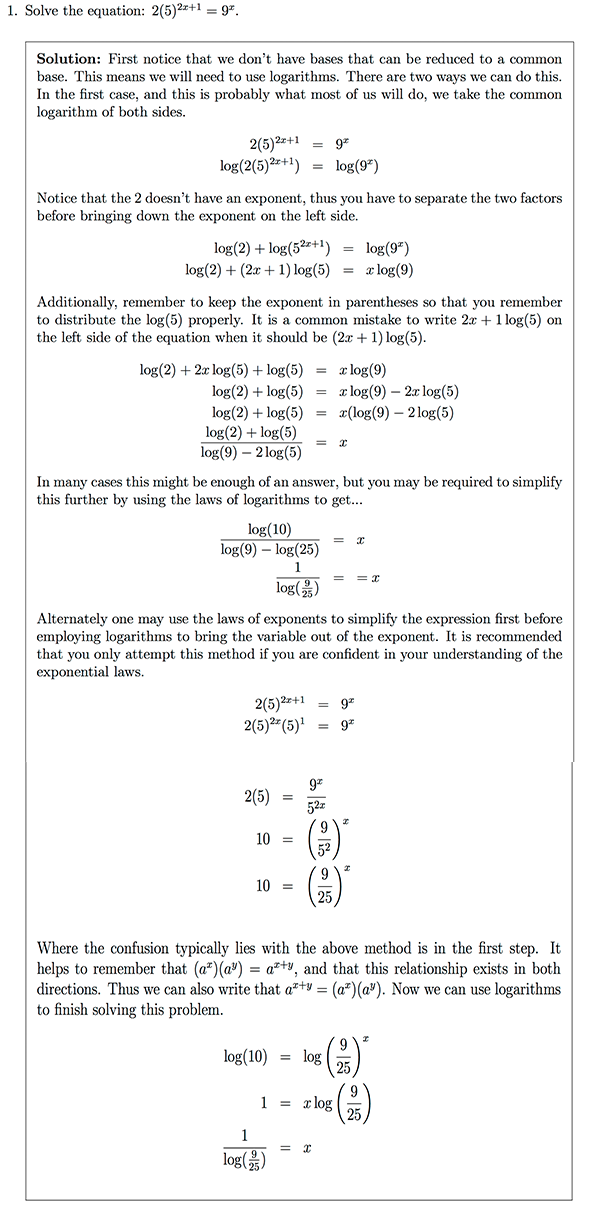 1. Solve the equation: 2(5)^{2x+1} = 9^x.
Solution: First notice that we don't have bases that can be reduced to a common
base. This means we will need to use logarithms. There are two ways we can do this.
In the first case, and this is probably what most of us will do, we take the common
logarithm of both sides.
2(5)^{2x+1} = 9^x
log(2(5)^{2x+1}) = log(9^x)
Notice that the 2 doesn't have an exponent, thus you have to separate the two factors
before bringing down the exponent on the left side.
log(2) + log(5^{2x+1}) = log(9^x)
log(2) + (2x + 1) log(5) = x log(9)
Additionally, remember to keep the exponent in parentheses so that you remember
to distribute the log(5) properly. It is a common mistake to write 2x + 1 log(5) on
the left side of the equation when it should be (2x + 1) log(5).
log(2) + 2x log(5) + log(5) = x log(9)
log(2) + log(5) = x log(9) − 2x log(5)
log(2) + log(5) = x(log(9) − 2 log(5)
\frac{log(2) + log(5)}{log(9) − 2 log(5)} = x
In many cases this might be enough of an answer, but you may be required to simplify
this further by using the laws of logarithms to get...
\frac{log(10)}{log(9) − log(25)} = x
\frac{1}{log(\frac{9}{25})} = = x
Alternately one may use the laws of exponents to simplify the expression first before
employing logarithms to bring the variable out of the exponent. It is recommended
that you only attempt this method if you are confident in your understanding of the
exponential laws.
2(5)^{2x+1} = 9^x
2(5)^{2x}(5)^1 = 9^x
2(5) = \frac{9^x}{5^{2x}}
10 = (\frac{9}{5^2})^x
10 = (\frac{9}{25})^x
Where the confusion typically lies with the above method is in the first step. It
helps to remember that (a^x)(a^y) = a^{x+y}, and that this relationship exists in both
directions. Thus we can also write that a^{x+y} = (a^x)(a^y). Now we can use logarithms
to finish solving this problem.
log(10) = log (\frac{9}{25})^x
1 = x log (\frac{9}{25})
\frac{1}{log(\frac{9}{25})} = x